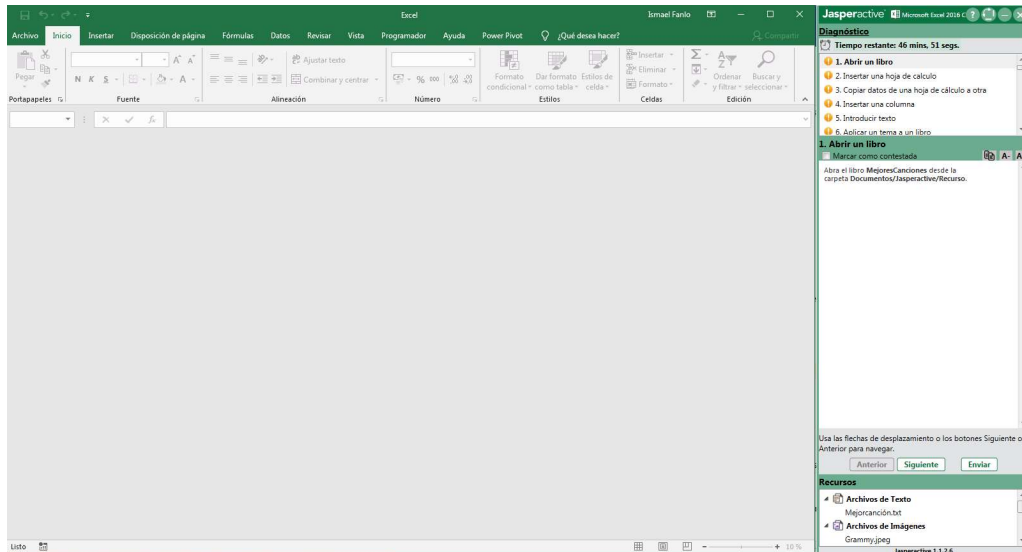 Excel
Ismael Fanlo
Archivo Inicio Insertar Disposición de página Fórmulas Datos Revisar Vista Programador Ayuda Power Pivot ¿Qué desea hacer? Compartir
Pegar
N K S
A A
A
Ajustar texto
Combinar y centrar
% 000
Formato condicional
Dar formato como tabla
Estilos de celda
Insertar
Eliminar
Formato
Ordenar y filtrar
Buscar y seleccionar
Portapapeles Fuente Alineación Número Estilos Celdas Edición
fx
Listo
10 %
Jasperactive Microsoft Excel 2016 C
Diagnóstico
Tiempo restante: 46 mins, 51 segs.
1. Abrir un libro
2. Insertar una hoja de calculo
3. Copiar datos de una hoja de cálculo a otra
4. Insertar una columna
5. Introducir texto
6. Aplicar un tema a un libro
1. Abrir un libro
Marcar como contestada A- A
Abra el libro MejoresCanciones desde la
carpeta Documentos/Jasperactive/Recurso.
Usa las flechas de desplazamiento o los botones Siguiente o
Anterior para navegar.
Anterior Siguiente Enviar
Recursos
Archivos de Texto
Mejorcanción.txt
Archivos de Imágenes
Grammy.jpeg
Jasperactive 1.1.2.6